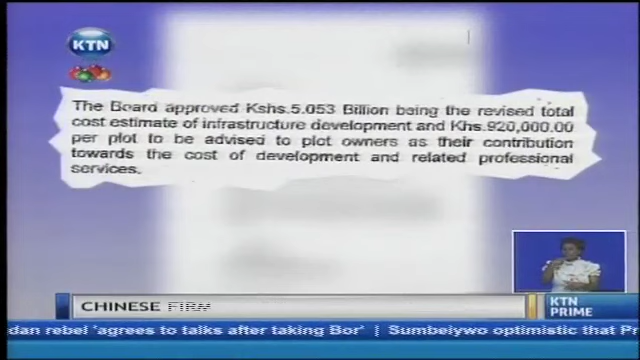 KTN
The Board approved Kshs.5.053 Billion being the revised total
cost estimate of infrastructure development and Khs.920,000.00
per plot to be advised to plot owners as their contribution
towards the cost of development and related professional
services.
CHINESE FIRM
KTN
PRIME
dan rebel 'agrees to talks after taking Bor' | Sumbeiywo optimistic that Pr